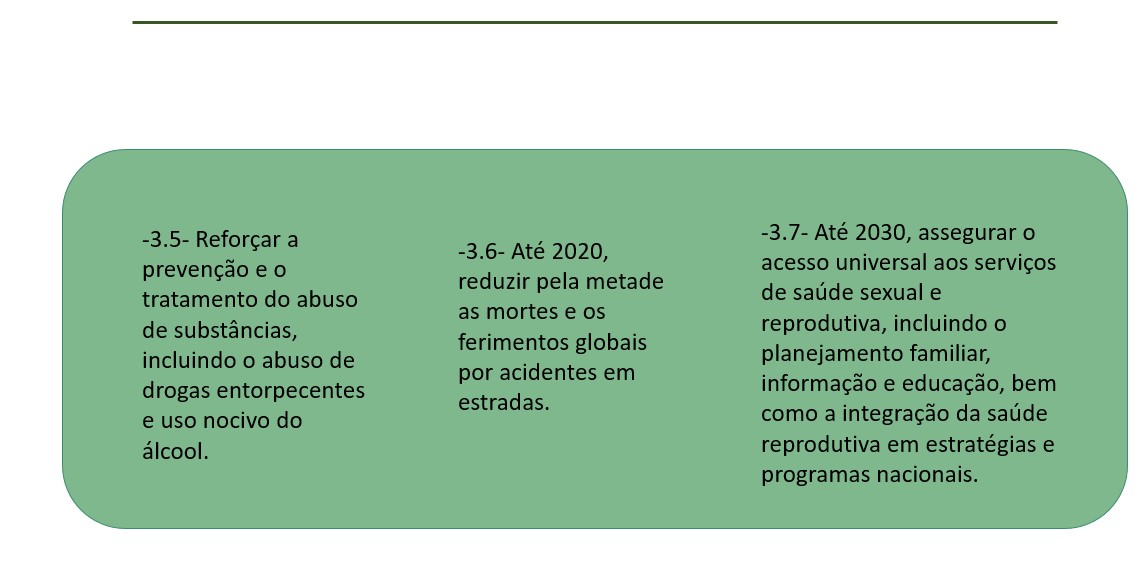 -3.5- Reforçar a
prevenção e o
tratamento do abuso
de substâncias,
incluindo o abuso de
drogas entorpecentes
e uso nocivo do
álcool.
-3.6- Até 2020,
reduzir pela metade
as mortes e os
ferimentos globais
por acidentes em
estradas.
-3.7- Até 2030, assegurar o
acesso universal aos serviços
de saúde sexual e
reprodutiva, incluindo o
planejamento familiar,
informação e educação, bem
como a integração da saúde
reprodutiva em estratégias e
programas nacionais.